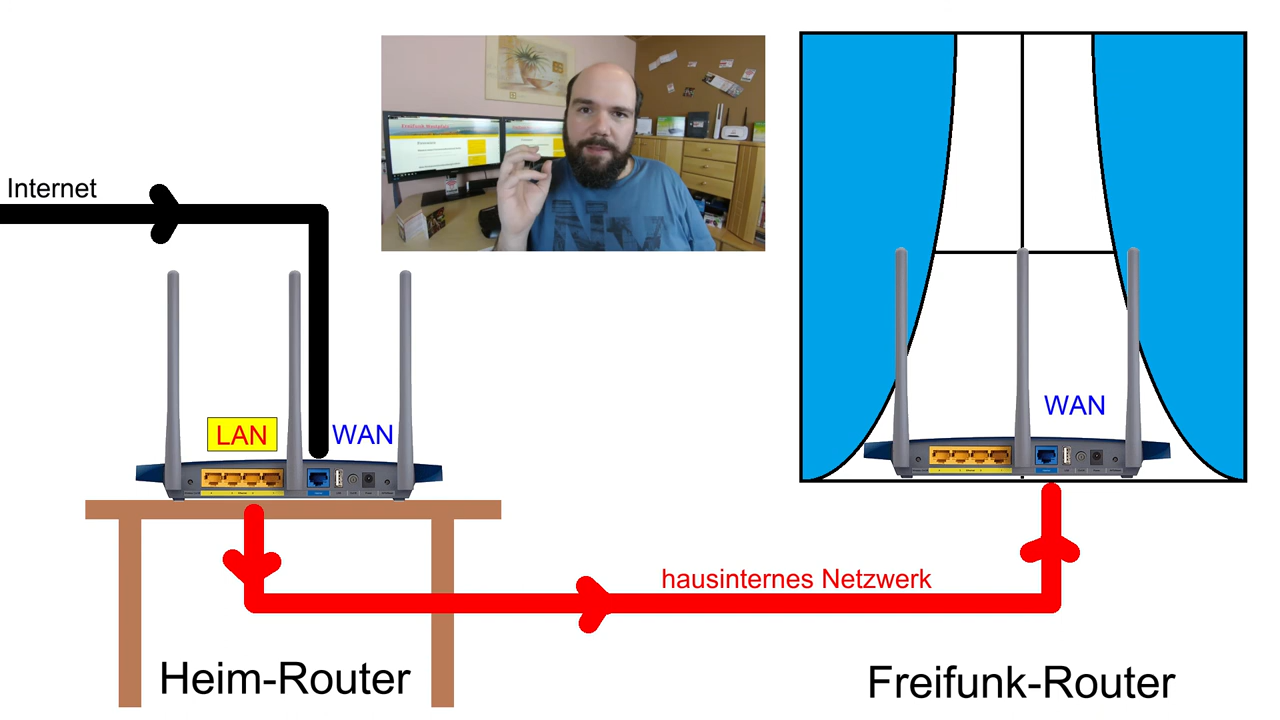 Internet
LAN
WAN
WAN
hausinternes Netzwerk
Heim-Router
Freifunk-Router